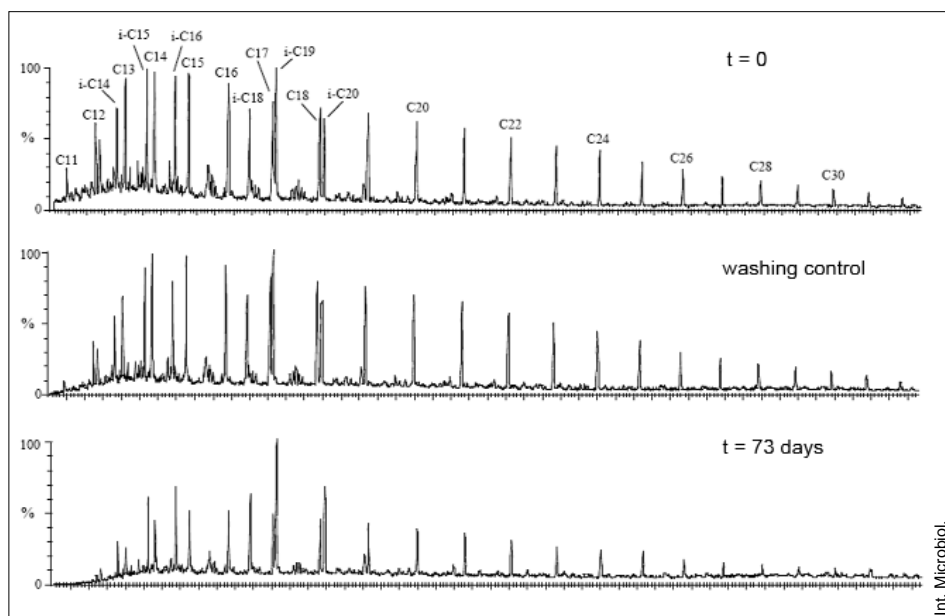 t = 0
i-C15
i-C16
i-C19
C13
C14
C17
i-C14
C15
C16
i-C18
C18
i-C20
C12
C11
C20
C22
C24
C26
C28
C30
100
%
0
washing control
100
%
0
t = 73 days
100
%
0
Int. Microbiol.